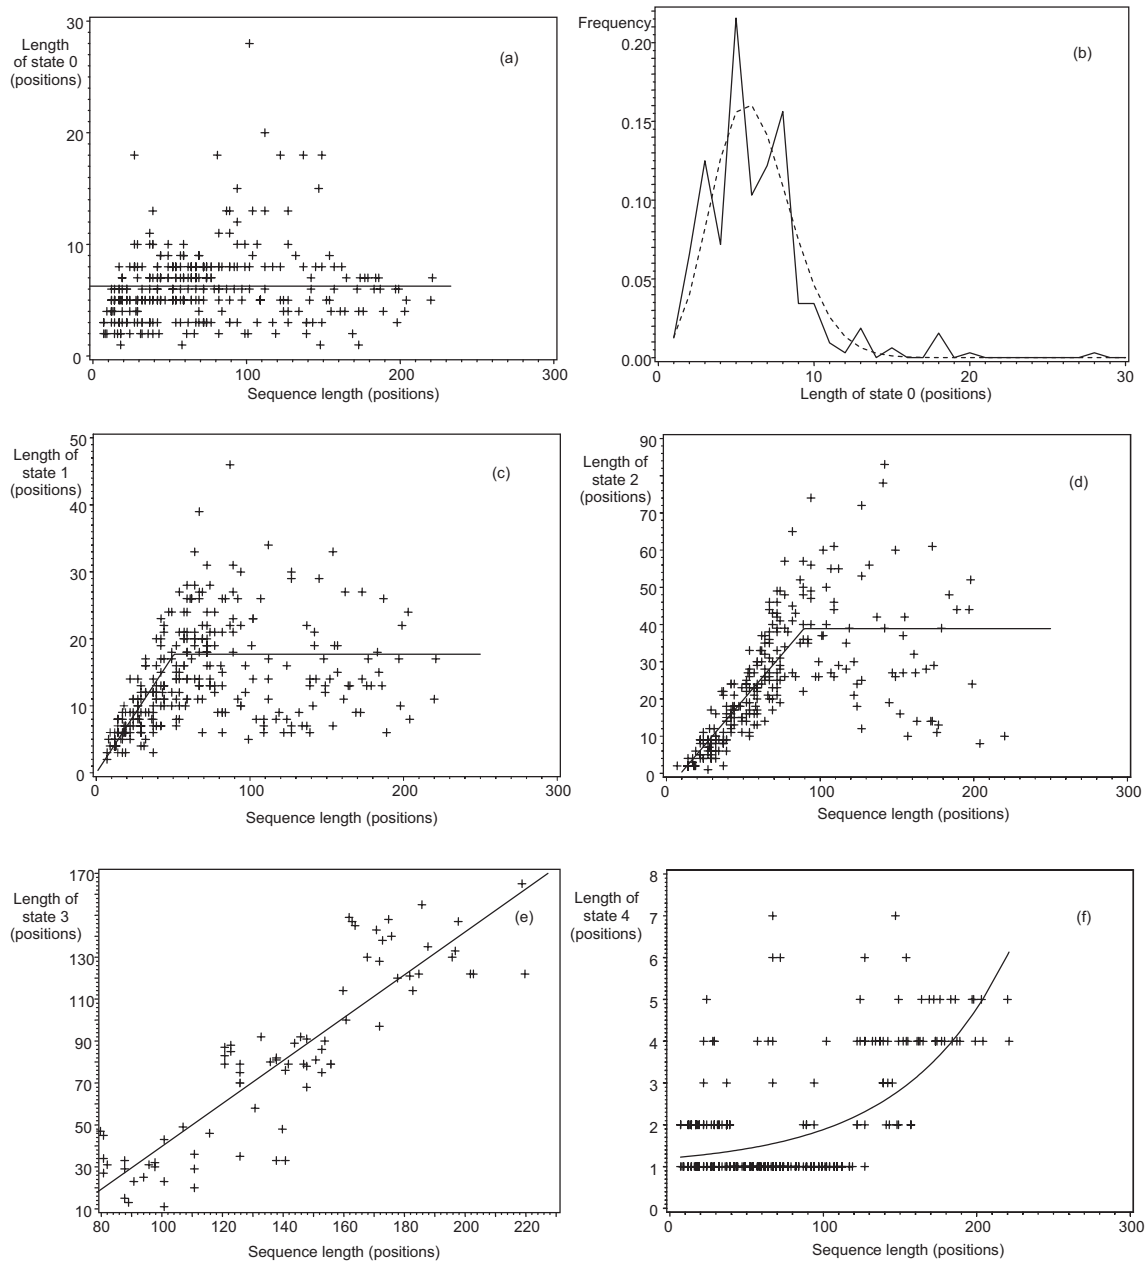 Length
of state 0
(positions)
30
20
10
0
(a)
0
100
200
300
Sequence length (positions)
Frequency
0.20
0.15
0.10
0.05
0.00
(b)
0
10
20
30
Length of state 0 (positions)
Length of
state 1
(positions)
50
40
30
20
10
0
(c)
0
100
200
300
Sequence length (positions)
Length of
state 2
(positions)
90
80
70
60
50
40
30
20
10
0
(d)
0
100
200
300
Sequence length (positions)
Length of
state 3
(positions)
170
130
110
90
70
50
30
10
(e)
80
100
120
140
160
180
200
220
Sequence length (positions)
Length of
state 4
(positions)
8
7
6
5
4
3
2
1
0
(f)
0
100
200
300
Sequence length (positions)